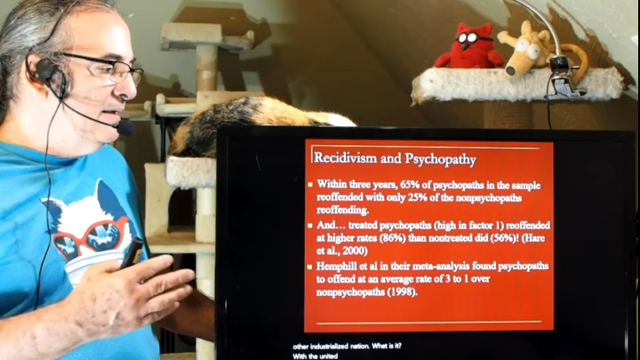 Recidivism and Psychopathy
Within three years, 65% of psychopaths in the sample
reoffended with only 25% of the nonpsychopaths
reoffending.
And... treated psychopaths (high in factor 1) reoffended
at higher rates (86%) than nontreated did (56%)! (Hare
et al., 2000)
Hemphill et al in their meta-analysis found psychopaths
to offend at an average rate of 3 to 1 over
nonpsychopaths (1998).
other industrialized nation. What is it?
With the united